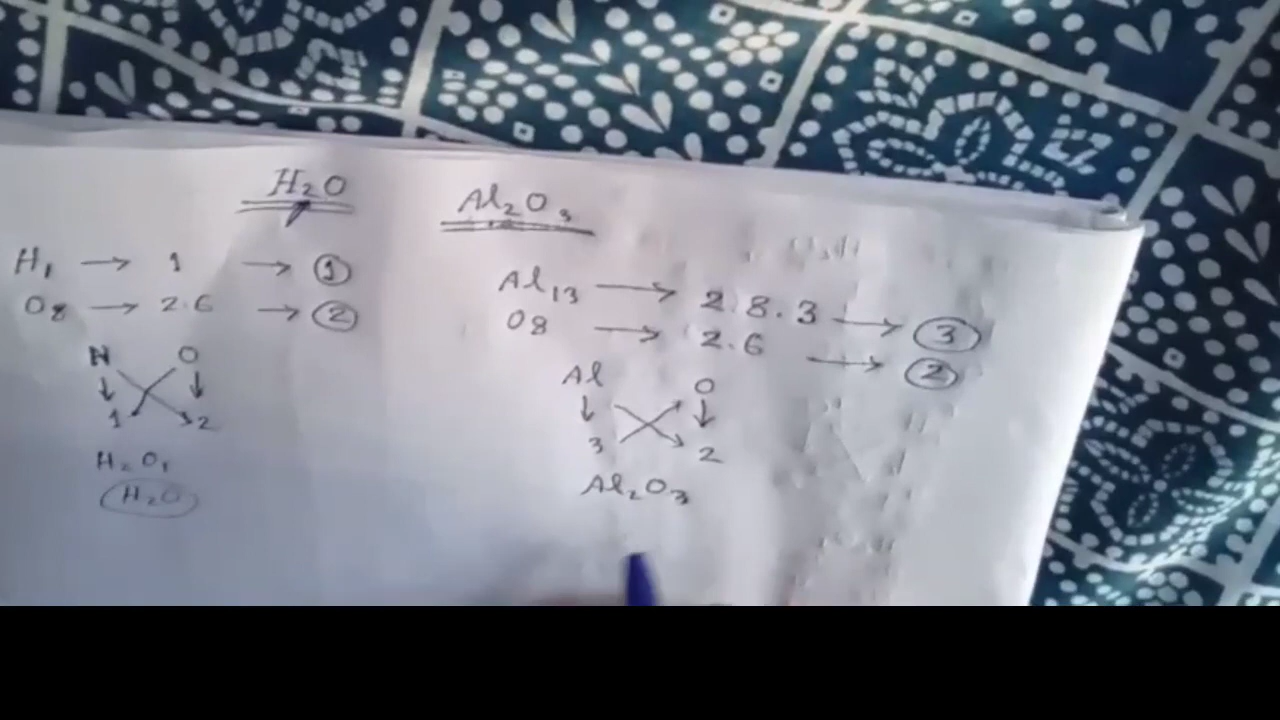 H₂O
H₁ → 1 → 1
O8 → 2.6 → 2
N O
↓ ↓
1 2
H₂O₁
H₂O
Al₂O₃
Al₁₃ → 2.8.3 → 3
O8 → 2.6 → 2
Al O
↓ ↓
3 2
Al₂O₃